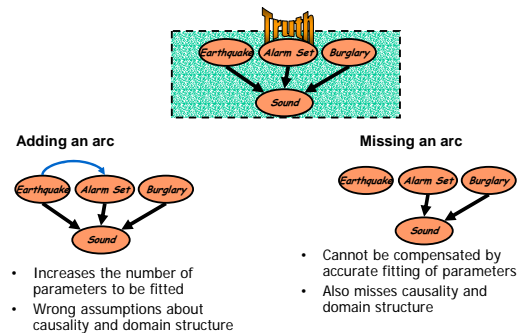 Truth
Earthquake Alarm Set Burglary
Sound
Adding an arc
Earthquake Alarm Set Burglary
Sound
• Increases the number of
parameters to be fitted
• Wrong assumptions about
causality and domain structure
Missing an arc
Earthquake Alarm Set Burglary
Sound
• Cannot be compensated by
accurate fitting of parameters
• Also misses causality and
domain structure